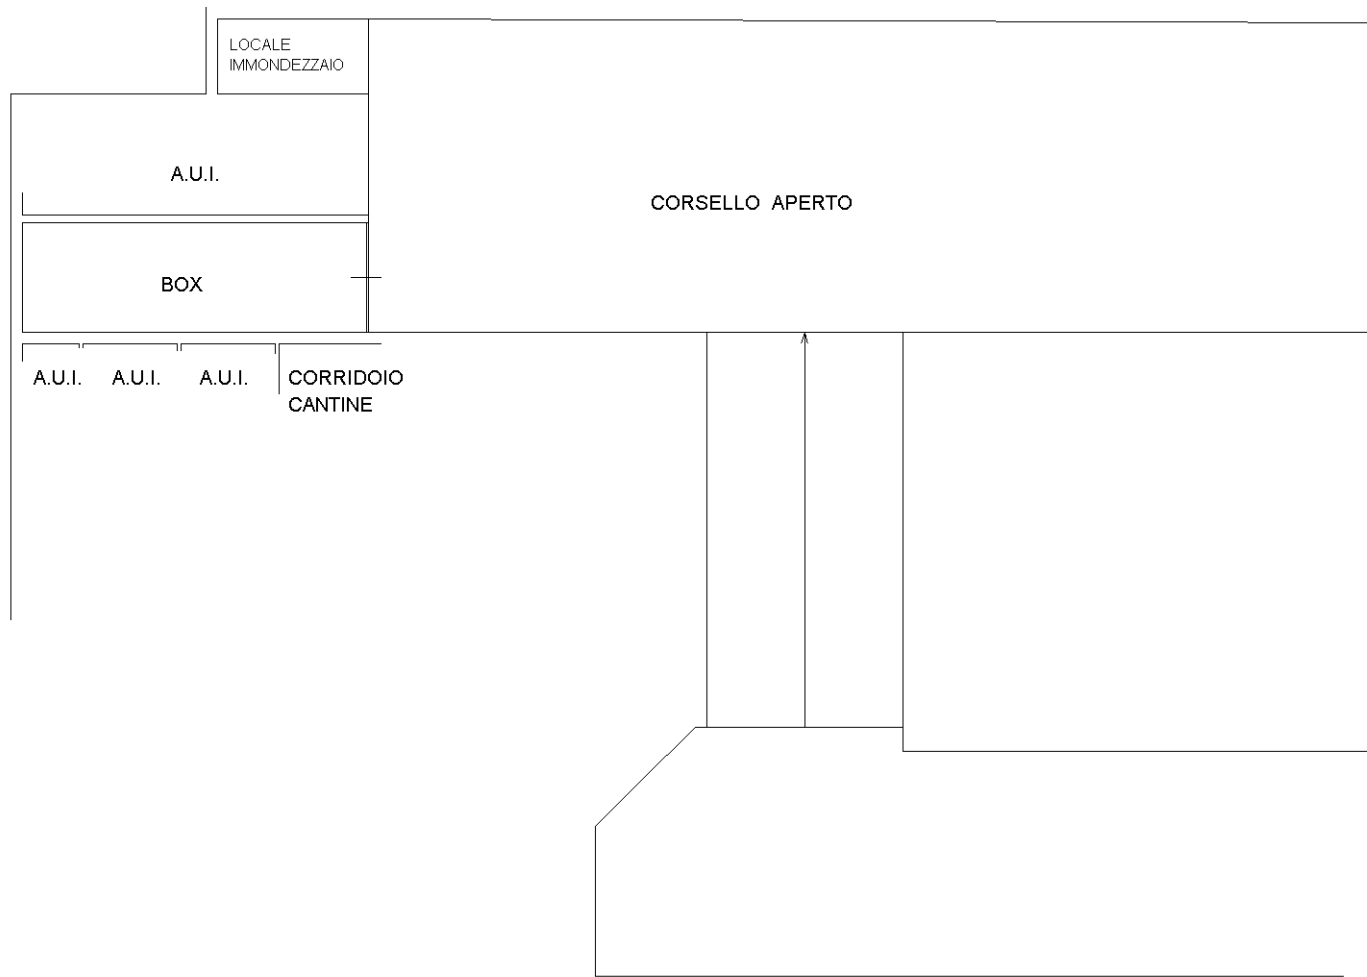 LOCALE
IMMONDEZZAIO
A.U.I.
CORSELLO APERTO
BOX
A.U.I. A.U.I. A.U.I. CORRIDOIO
CANTINE